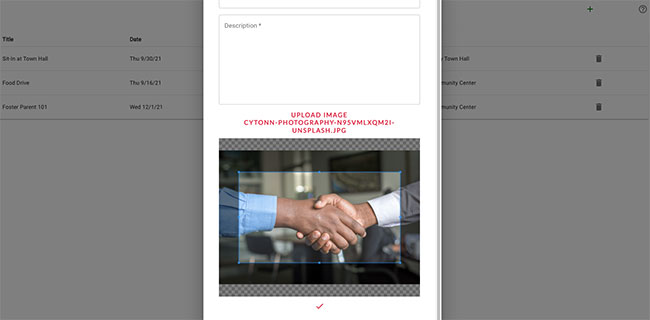 Description *
Title
Date
Sit-In at Town Hall
Thu 9/30/21
Town Hall
Food Drive
Thu 9/16/21
munity Center
Foster Parent 101
Wed 12/1/21
munity Center
UPLOAD IMAGE
CYTONN-PHOTOGRAPHY-N95VMLXQM2I-
UNSPLASH.JPG